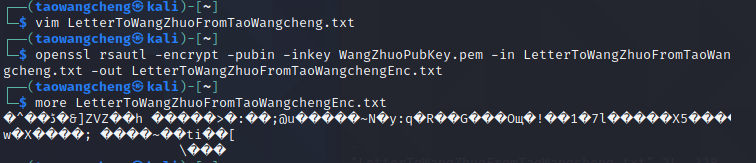 ┌──(taowangcheng㉿kali)-[~]
└─$ vim LetterToWangZhuoFromTaoWangcheng.txt
┌──(taowangcheng㉿kali)-[~]
└─$ openssl rsautl -encrypt -pubin -inkey WangZhuoPubKey.pem -in LetterToWangZhuoFromTaoWan
gcheng.txt -out LetterToWangZhuoFromTaoWangchengEnc.txt
┌──(taowangcheng㉿kali)-[~]
└─$ more LetterToWangZhuoFromTaoWangchengEnc.txt
�^��ڐ�&]ZVZ��h �����>�:��;@u�����~N�y:q�R��G���Oщ�!��1�7l�����X5����
w�X����; ����~��ti��[
\���